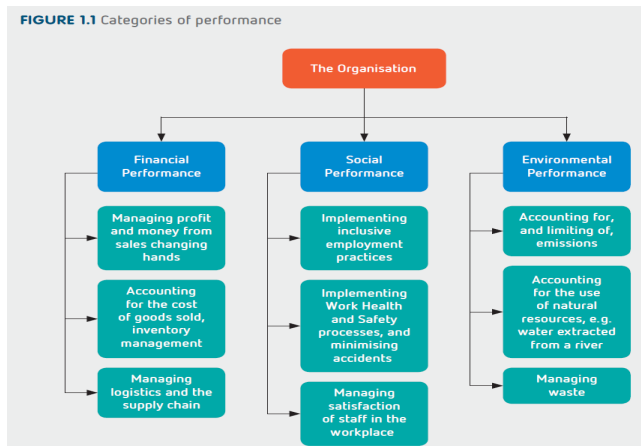 FIGURE 1.1 Categories of performance
The Organisation
Financial
Performance
Managing profit
and money from
sales changing
hands
Accounting
for the cost
of goods sold,
inventory
management
Managing
logistics and the
supply chain
Social
Performance
Implementing
inclusive
employment
practices
Implementing
Work Health
and Safety
processes, and
minimising
accidents
Managing
satisfaction
of staff in the
workplace
Environmental
Performance
Accounting for,
and limiting of,
emissions
Accounting
for the use
of natural
resources, e.g.
water extracted
from a river
Managing
waste